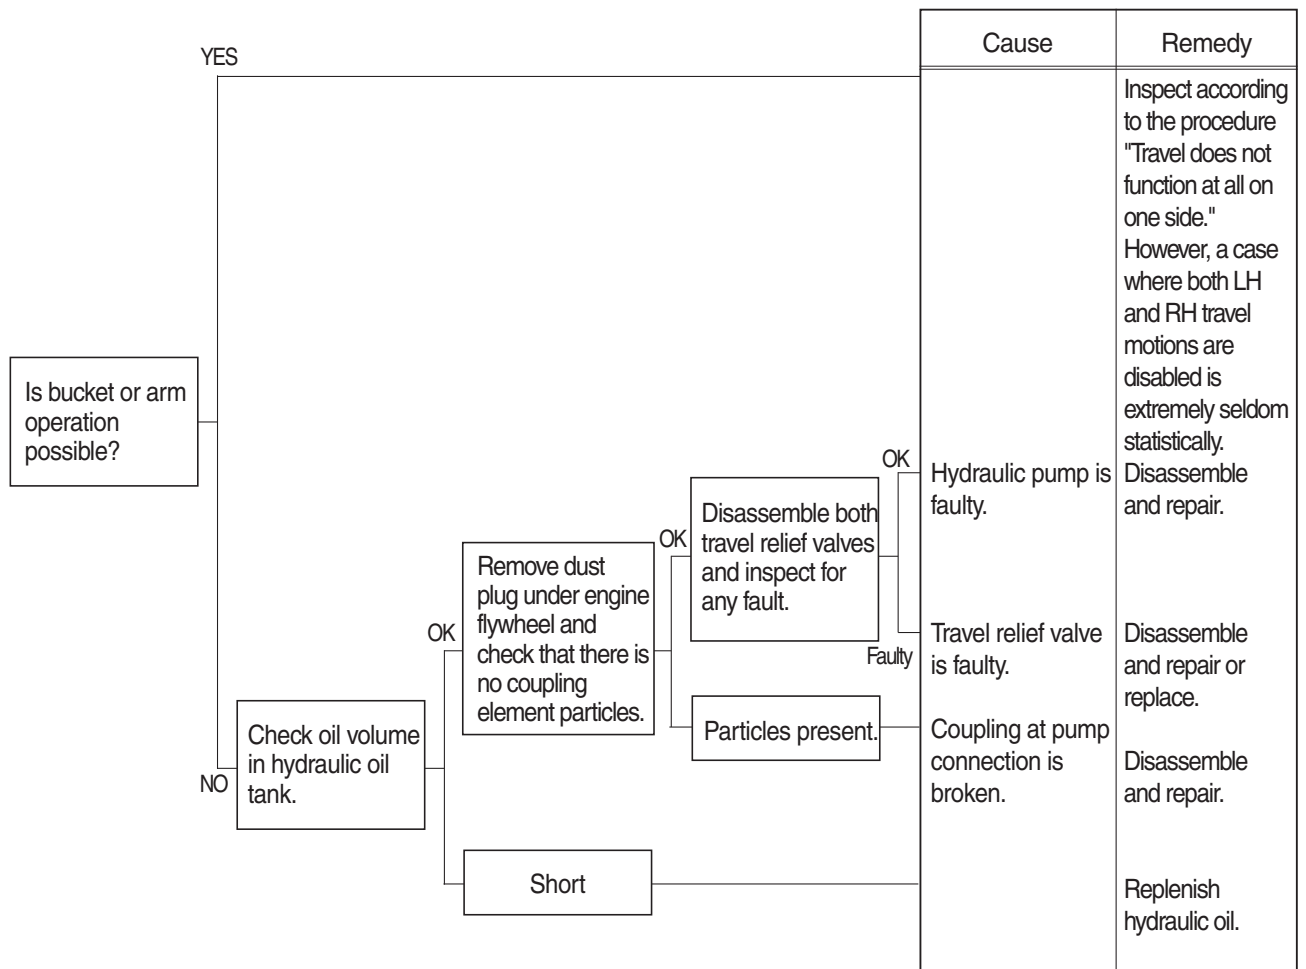 Cause
Remedy
YES
Inspect according
to the procedure
"Travel does not
function at all on
one side."
However, a case
where both LH
and RH travel
motions are
disabled is
extremely seldom
statistically.
Is bucket or arm
operation
possible?
OK
Hydraulic pump is
faulty.
Disassemble
and repair.
Disassemble both
travel relief valves
and inspect for
any fault.
OK
Remove dust
plug under engine
flywheel and
check that there is
no coupling
element particles.
OK
Faulty
Travel relief valve
is faulty.
Disassemble
and repair or
replace.
Particles present.
Coupling at pump
connection is
broken.
Disassemble
and repair.
Check oil volume
in hydraulic oil
tank.
NO
Short
Replenish
hydraulic oil.